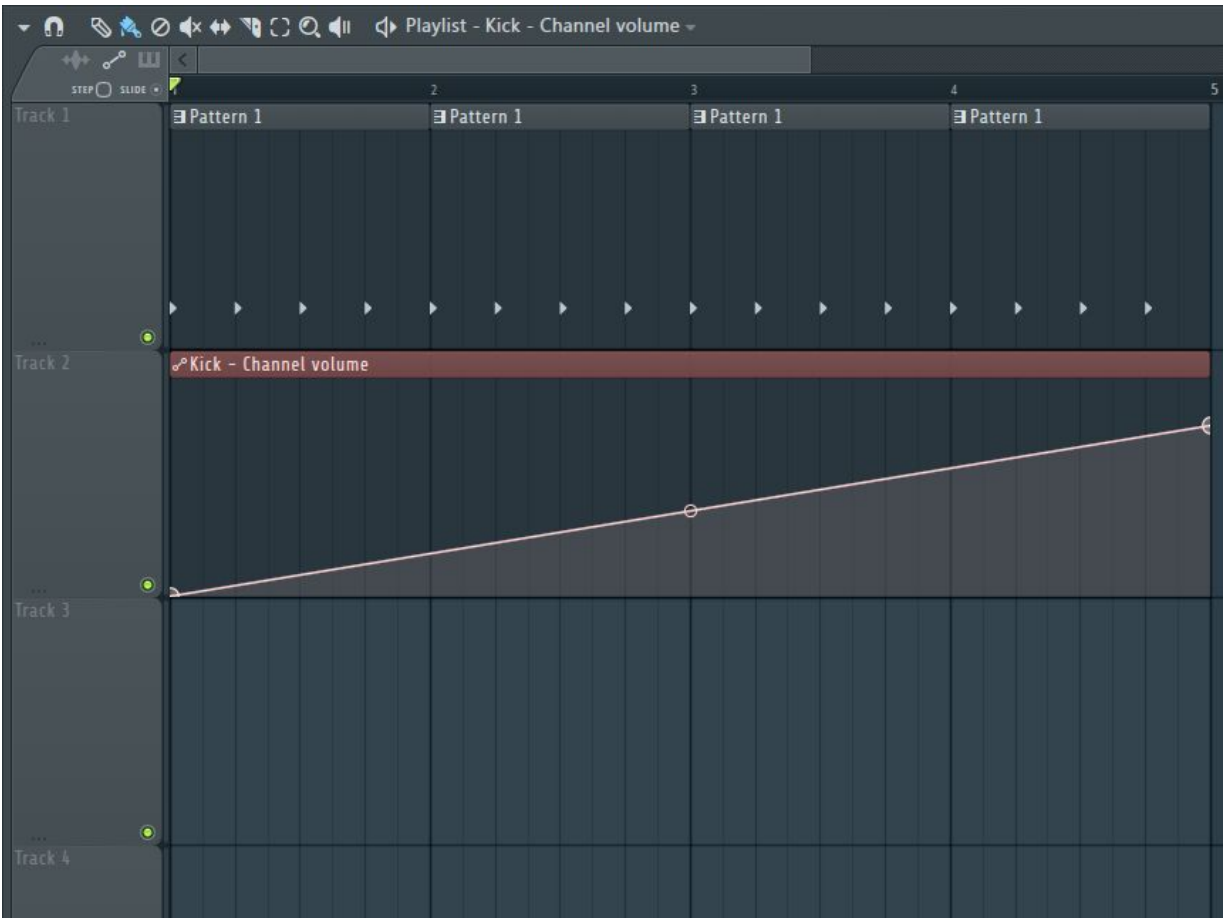 Playlist - Kick - Channel volume
STEP SLIDE
1 2 3 4 5
Track 1
Pattern 1 Pattern 1 Pattern 1 Pattern 1
Track 2
Kick - Channel volume
Track 3
Track 4